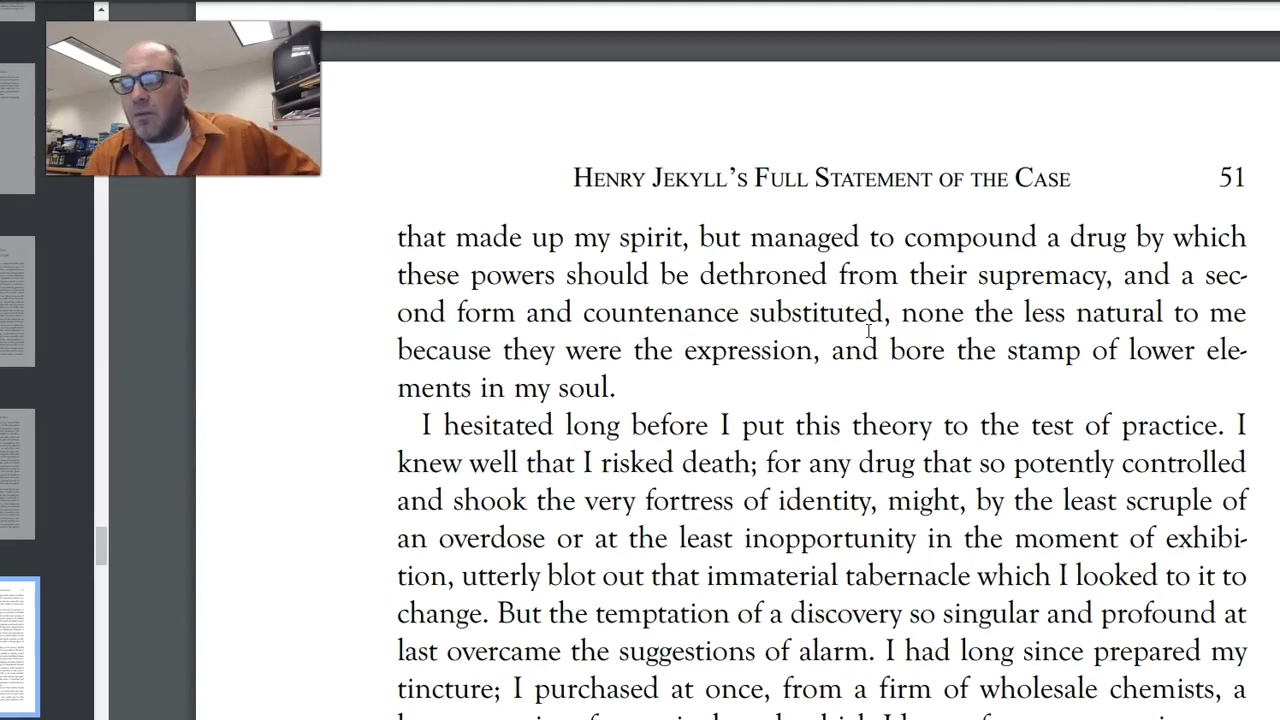 HENRY JEKYLL'S FULL STATEMENT OF THE CASE 51
that made up my spirit, but managed to compound a drug by which
these powers should be dethroned from their supremacy, and a sec-
ond form and countenance substituted, none the less natural to me
because they were the expression, and bore the stamp of lower ele-
ments in my soul.
I hesitated long before I put this theory to the test of practice. I
knew well that I risked death; for any drug that so potently controlled
and shook the very fortress of identity, might, by the least scruple of
an overdose or at the least inopportunity in the moment of exhibi-
tion, utterly blot out that immaterial tabernacle which I looked to it to
change. But the temptation of a discovery so singular and profound at
last overcame the suggestions of alarm. I had long since prepared my
tincture; I purchased at once, from a firm of wholesale chemists, a